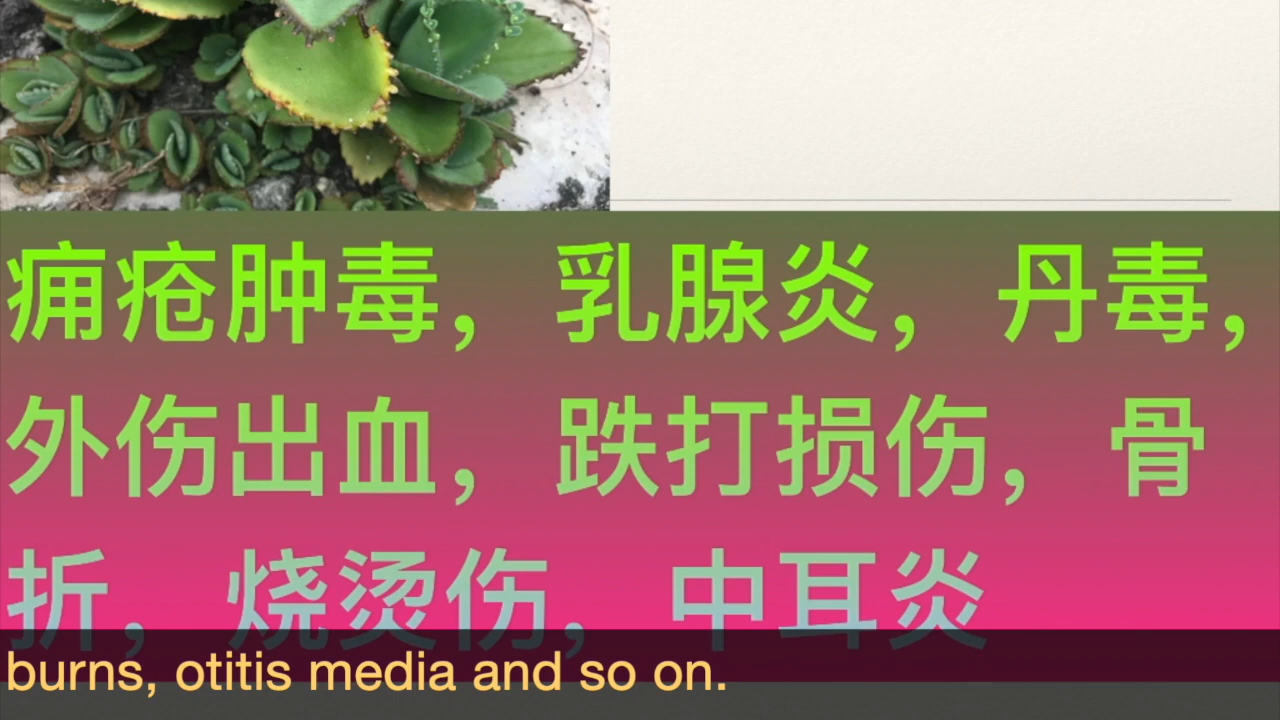 痈疮肿毒，乳腺炎，丹毒，
外伤出血，跌打损伤，骨
折，烧烫伤，中耳炎
burns, otitis media and so on.